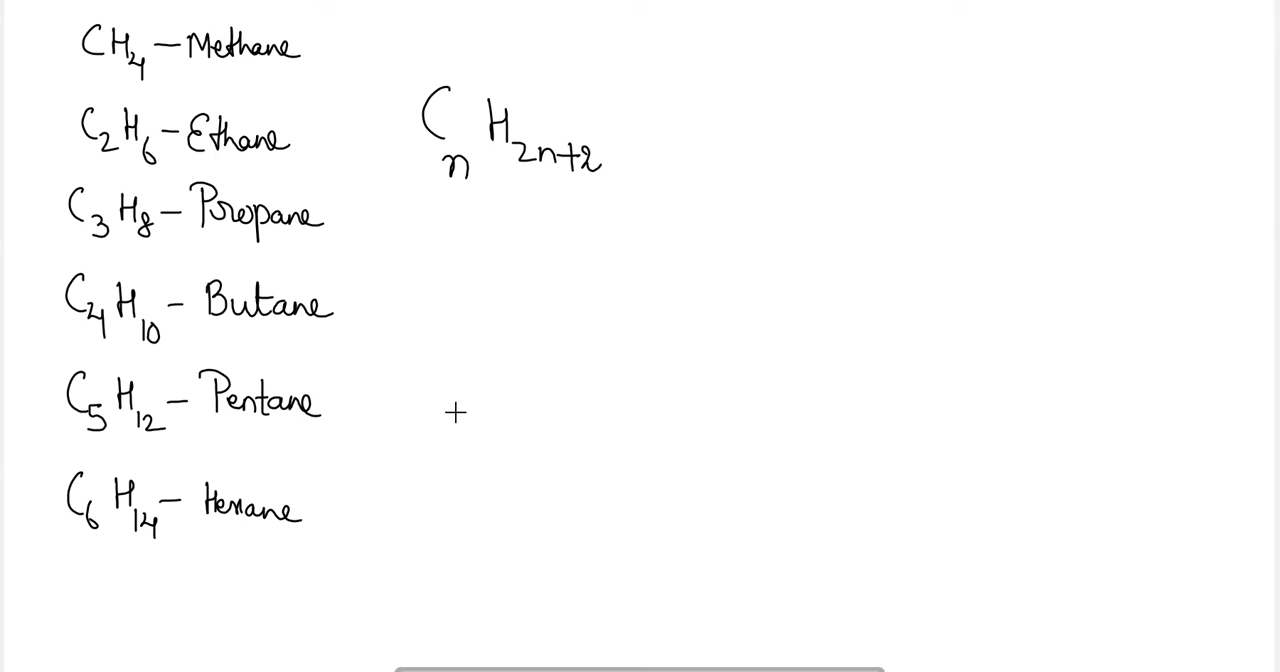 CH₄ – Methane
C₂H₆ – Ethane
C₃H₈ – Propane
C₄H₁₀ – Butane
C₅H₁₂ – Pentane
C₆H₁₄ – Hexane
CₙH₂ₙ₊₂